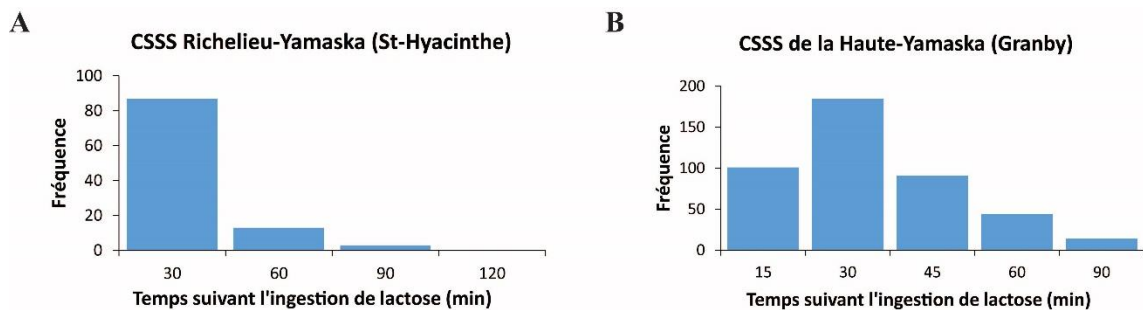 A
CSSS Richelieu-Yamaska (St-Hyacinthe)
100
80
60
40
20
0
Fréquence
30 60 90 120
Temps suivant l'ingestion de lactose (min)
B
CSSS de la Haute-Yamaska (Granby)
200
150
100
50
0
Fréquence
15 30 45 60 90
Temps suivant l'ingestion de lactose (min)